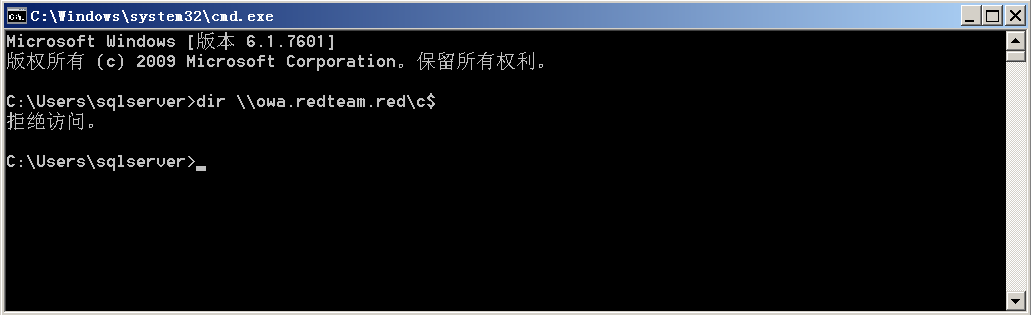 C:\Windows\system32\cmd.exe
Microsoft Windows [版本 6.1.7601]
版权所有 (c) 2009 Microsoft Corporation。保留所有权利。
C:\Users\sqlserver>dir \\owa.redteam.red\c$
拒绝访问。
C:\Users\sqlserver>_